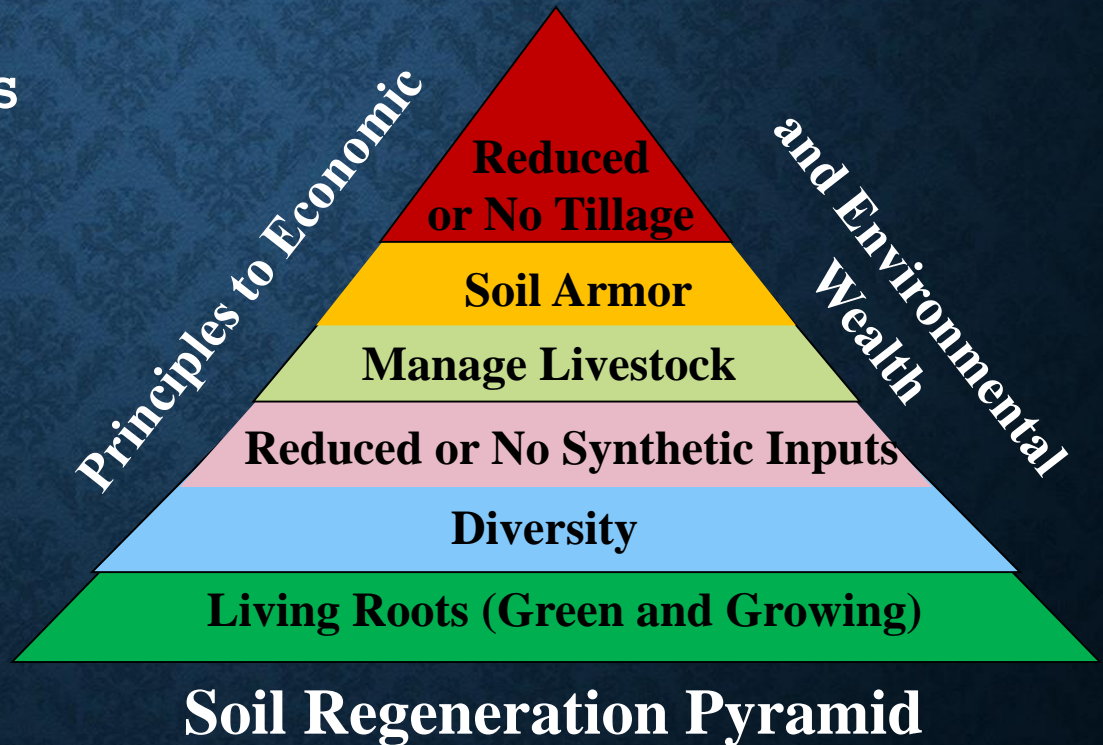 s
Principles to Economic
and Environmental
Wealth
Reduced
or No Tillage
Soil Armor
Manage Livestock
Reduced or No Synthetic Inputs
Diversity
Living Roots (Green and Growing)
Soil Regeneration Pyramid